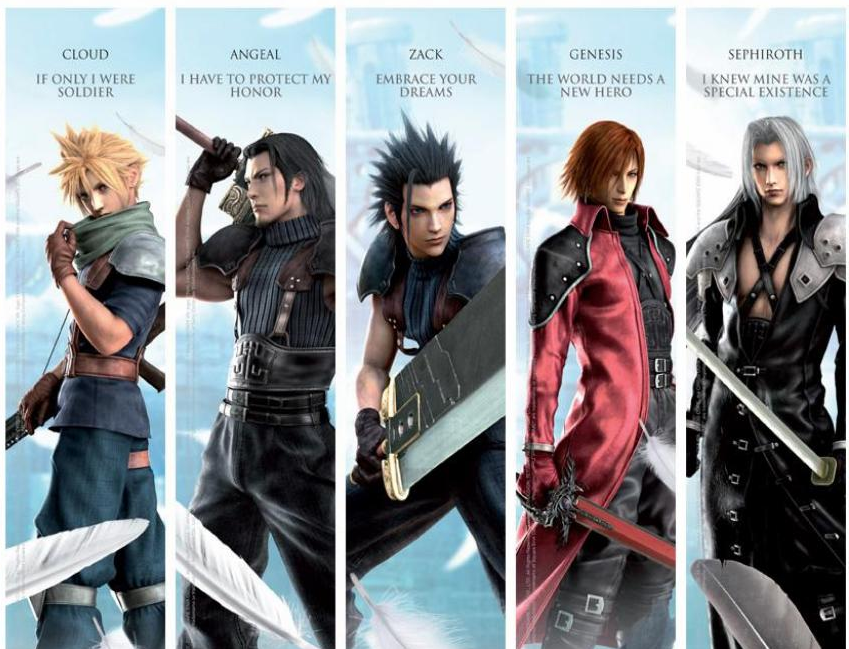 CLOUD
IF ONLY I WERE
SOLDIER
ANGEAL
I HAVE TO PROTECT MY
HONOR
ZACK
EMBRACE YOUR
DREAMS
GENESIS
THE WORLD NEEDS A
NEW HERO
SEPHIROTH
I KNEW MINE WAS A
SPECIAL EXISTENCE